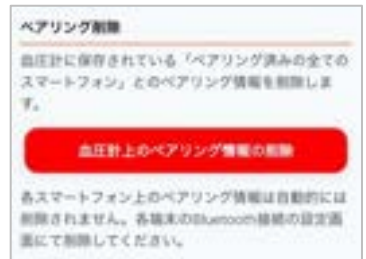 ペアリング削除
血圧計に保存されている「ペアリング済みの全ての
スマートフォン」とのペアリング情報を削除しま
す。
血圧計上のペアリング情報の削除
各スマートフォン上のペアリング情報は自動的には
削除されません。各端末のBluetooth接続の設定画
面にて削除してください。